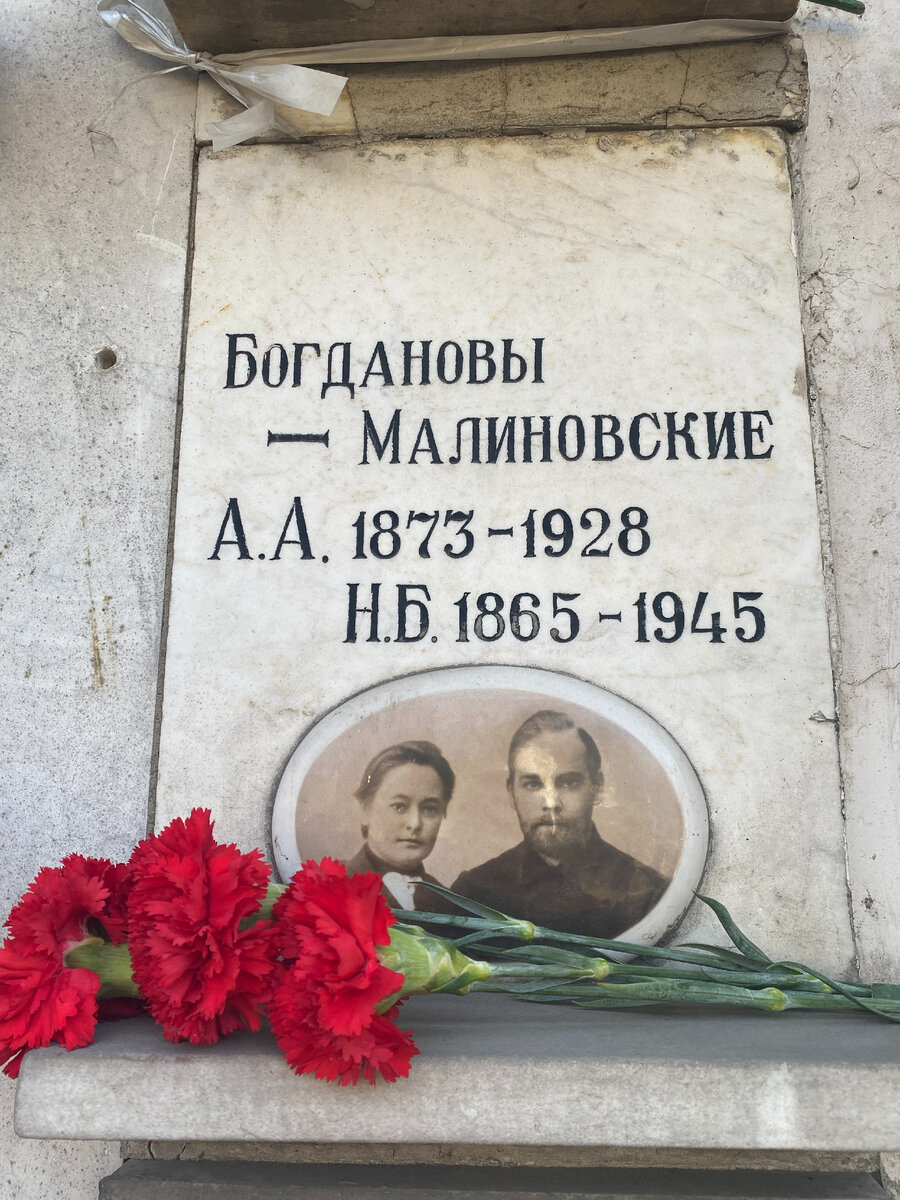 Богдановы
— Малиновские
А.А. 1873-1928
Н.Б. 1865-1945